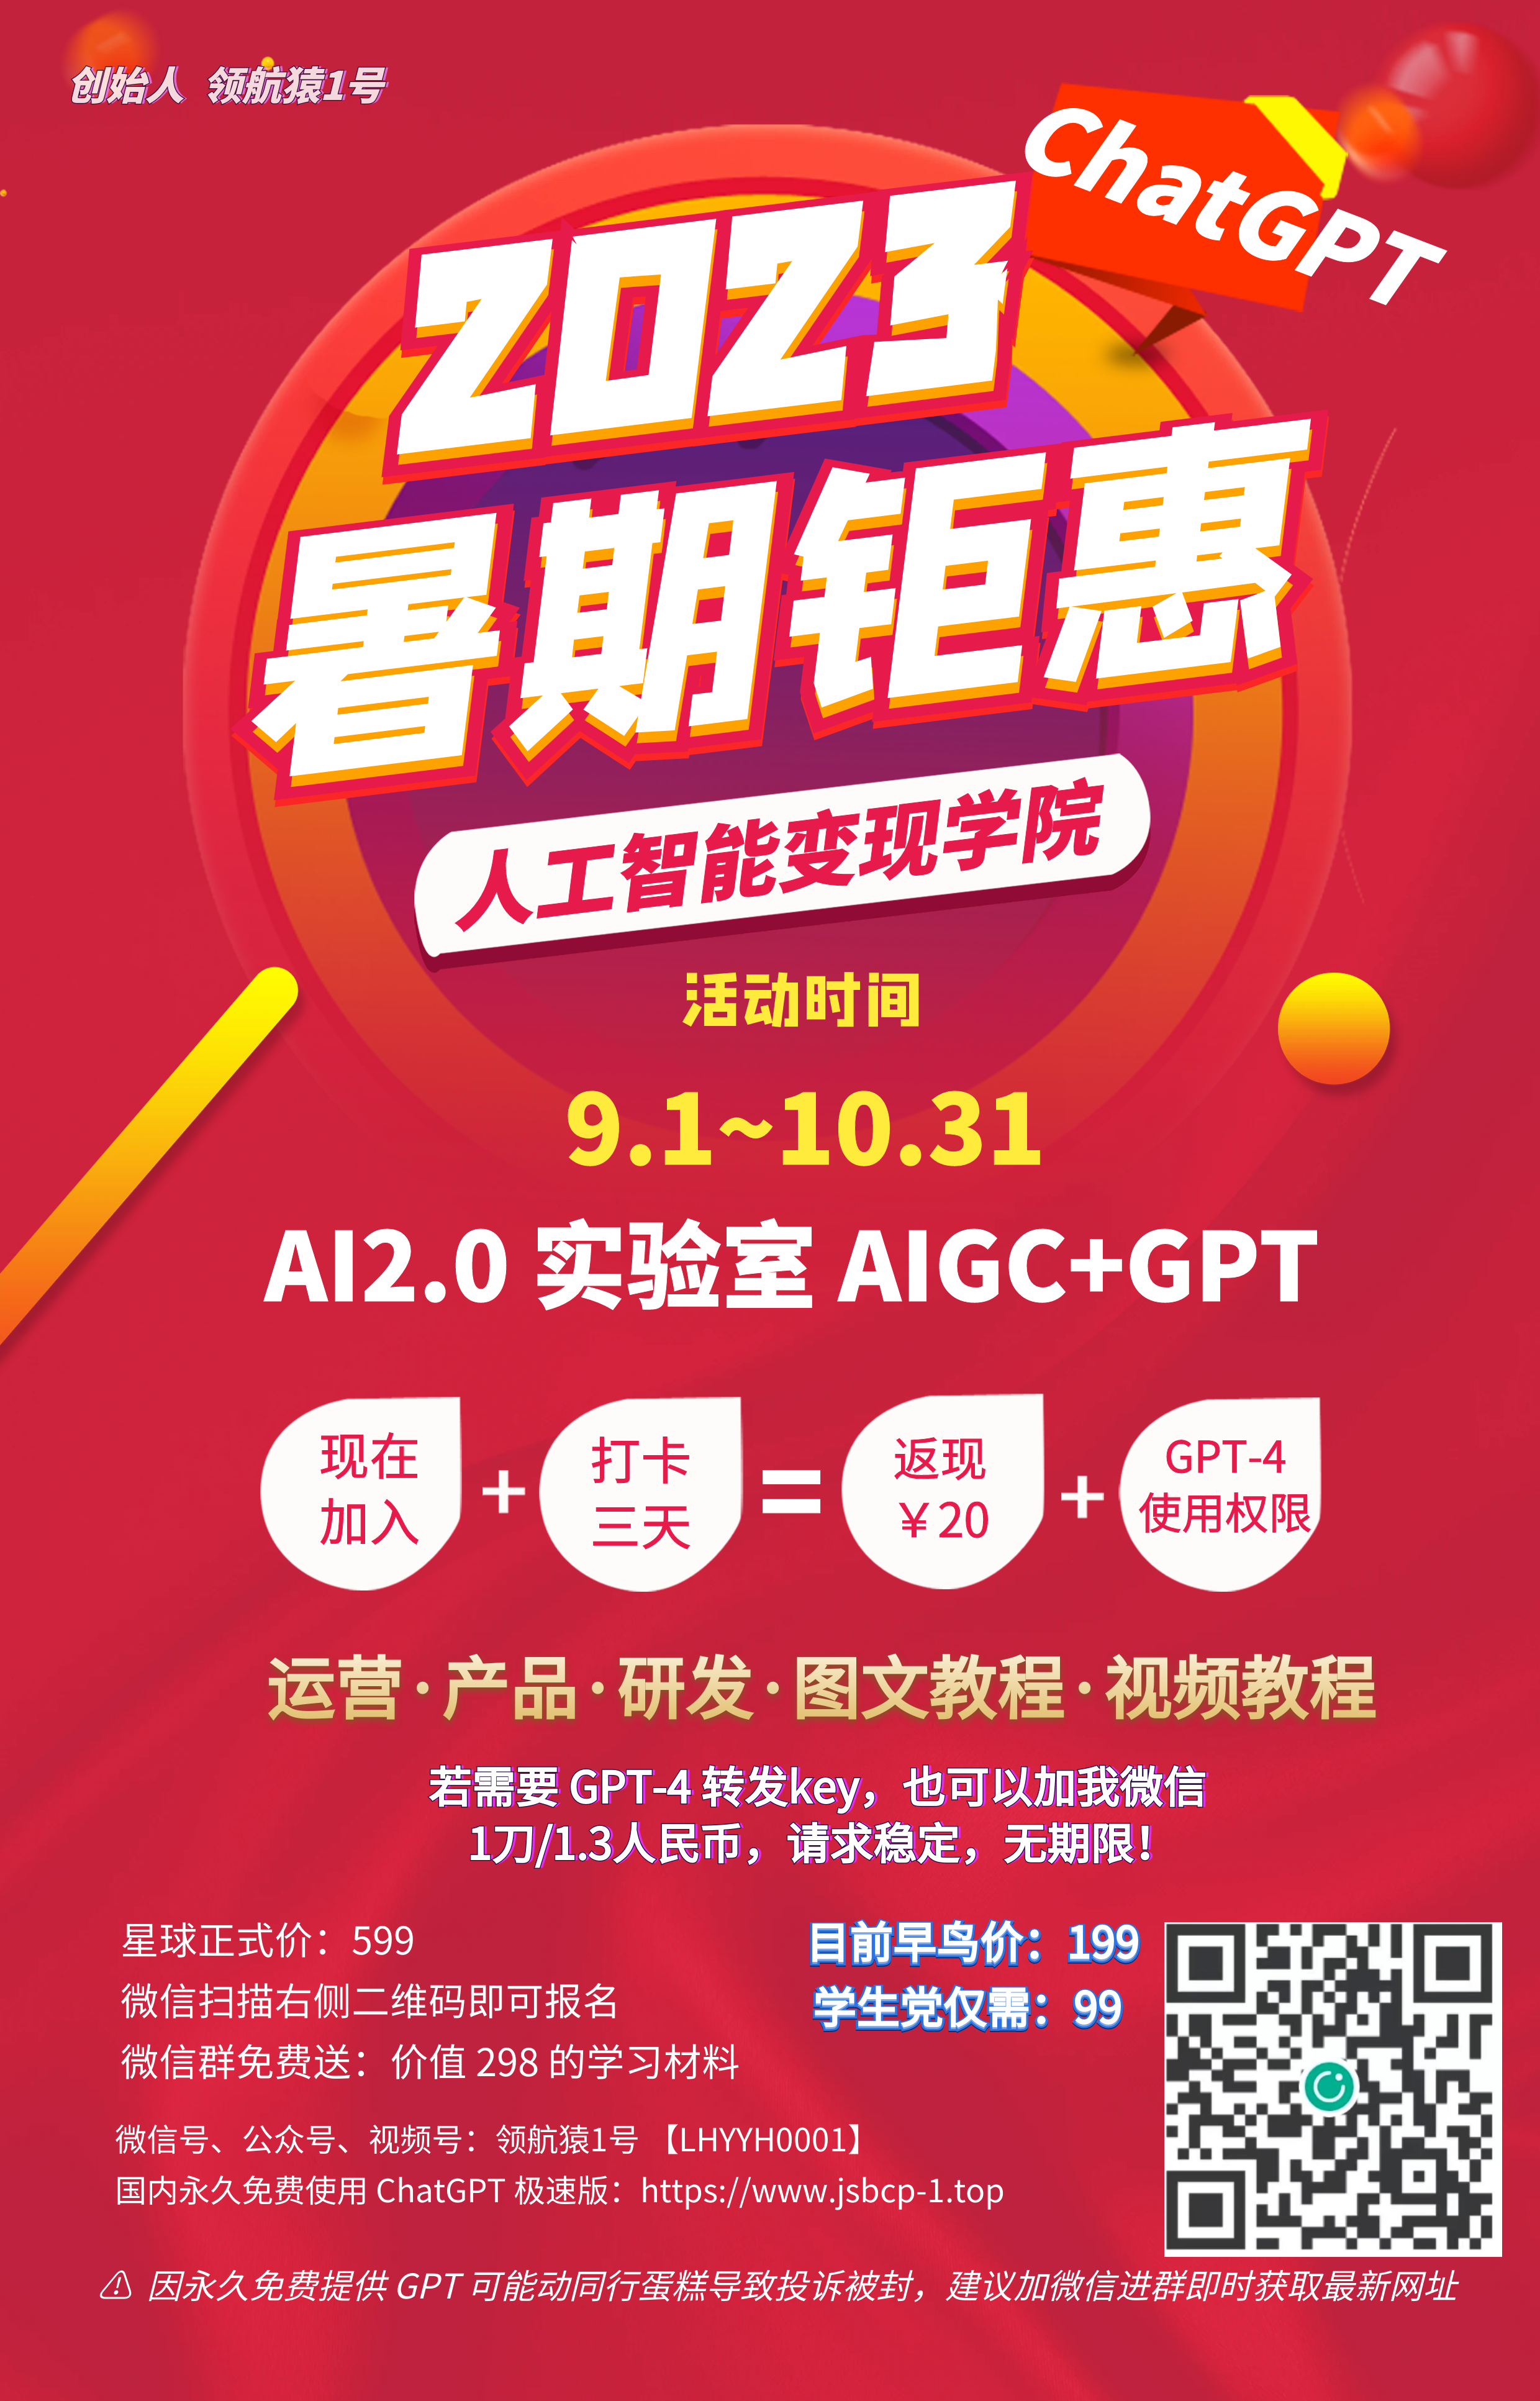 创始人 领航猿1号
ChatGPT
2023
暑期钜惠
人工智能变现学院
活动时间
9.1~10.31
AI2.0 实验室 AIGC+GPT
现在
加入
+
打卡
三天
=
返现
￥20
+
GPT-4
使用权限
运营·产品·研发·图文教程·视频教程
若需要 GPT-4 转发key，也可以加我微信
1刀/1.3人民币，请求稳定，无期限！
星球正式价：599
微信扫描右侧二维码即可报名
微信群免费送：价值 298 的学习材料
目前早鸟价：199
学生党仅需：99
微信号、公众号、视频号：领航猿1号 【LHYYH0001】
国内永久免费使用 ChatGPT 极速版：https://www.jsbcp-1.top
⚠ 因永久免费提供 GPT 可能动同行蛋糕导致投诉被封，建议加微信进群即时获取最新网址